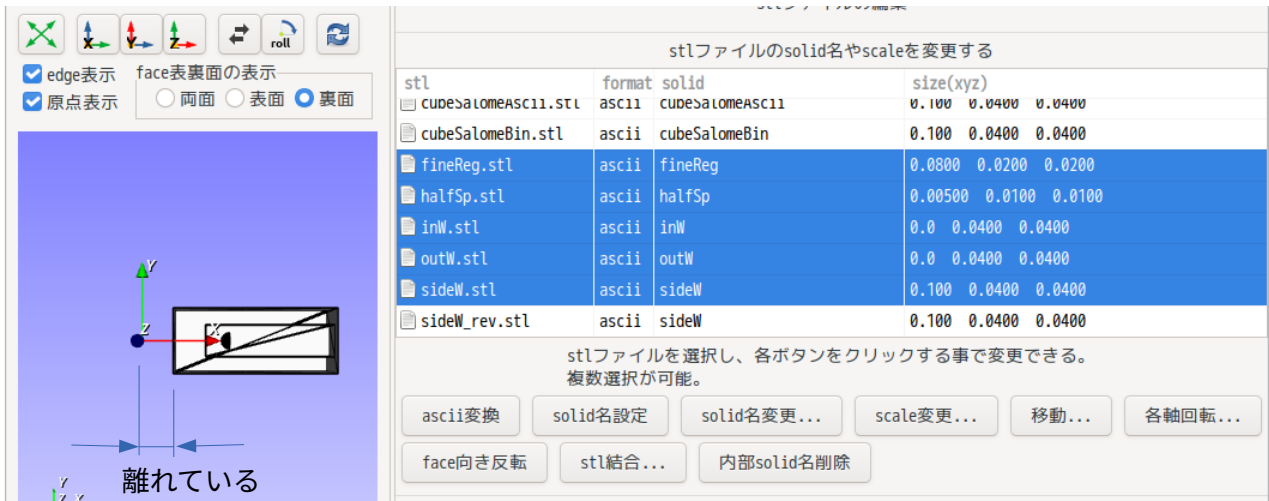 stlファイルの編集
X
Y
Z
roll
edge表示
原点表示
face表裏面の表示
両面
表面
裏面
stlファイルのsolid名やscaleを変更する
stl format solid size(xyz)
cubeSalomeAscii.stl ascii cubeSalomeAscii 0.100 0.0400 0.0400
cubeSalomeBin.stl ascii cubeSalomeBin 0.100 0.0400 0.0400
fineReg.stl ascii fineReg 0.0800 0.0200 0.0200
halfSp.stl ascii halfSp 0.00500 0.0100 0.0100
inW.stl ascii inW 0.0 0.0400 0.0400
outW.stl ascii outW 0.0 0.0400 0.0400
sideW.stl ascii sideW 0.100 0.0400 0.0400
sideW_rev.stl ascii sideW 0.100 0.0400 0.0400
stlファイルを選択し、各ボタンをクリックする事で変更できる。
複数選択が可能。
ascii変換
solid名設定
solid名変更...
scale変更...
移動...
各軸回転...
face向き反転
stl結合...
内部solid名削除
Y
Z
X
離れている
Y
Z X